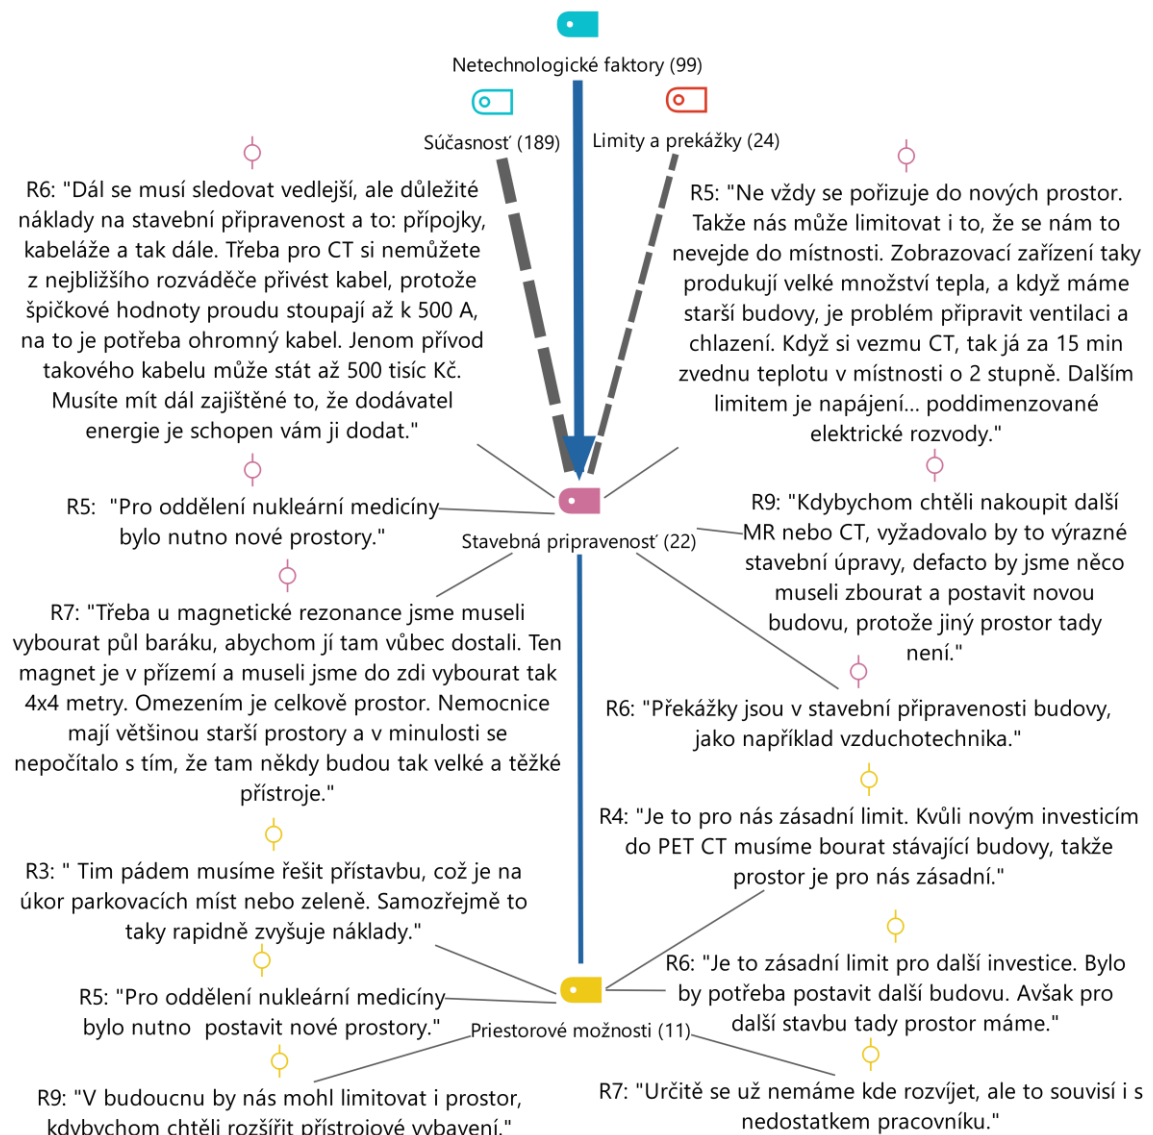 Netechnologické faktory (99)
Súčasnosť (189)
Limity a prekážky (24)
R6: "Dál se musí sledovat vedlejší, ale důležité
náklady na stavební připravenost a to: přípojky,
kabeláže a tak dále. Třeba pro CT si nemůžete
z nejbližšího rozváděče přivést kabel, protože
špičkové hodnoty proudu stoupají až k 500 A,
na to je potřeba ohromný kabel. Jenom přívod
takového kabelu může stát až 500 tisíc Kč.
Musíte mít dál zajištěné to, že dodávatel
energie je schopen vám ji dodat."
R5: "Ne vždy se pořizuje do nových prostor.
Takže nás může limitovat i to, že se nám to
nevejde do místnosti. Zobrazovací zařízení taky
produkují velké množství tepla, a když máme
starší budovy, je problém připravit ventilaci a
chlazení. Když si vezmu CT, tak já za 15 min
zvednu teplotu v místnosti o 2 stupně. Dalším
limitem je napájení... poddimenzované
elektrické rozvody."
R5:  "Pro oddělení nukleární medicíny
bylo nutno nové prostory."
Stavebná pripravenosť (22)
R9: "Kdybychom chtěli nakoupit další
MR nebo CT, vyžadovalo by to výrazné
stavební úpravy, defacto by jsme něco
museli zbourat a postavit novou
budovu, protože jiný prostor tady
není."
R7: "Třeba u magnetické rezonance jsme museli
vybourat půl baráku, abychom jí tam vůbec dostali. Ten
magnet je v přízemí a museli jsme do zdi vybourat tak
4x4 metry. Omezením je celkově prostor. Nemocnice
mají většinou starší prostory a v minulosti se
nepočítalo s tím, že tam někdy budou tak velké a těžké
přístroje."
R6: "Překážky jsou v stavební připravenosti budovy,
jako například vzduchotechnika."
R4: "Je to pro nás zásadní limit. Kvůli novým investicím
do PET CT musíme bourat stávající budovy, takže
prostor je pro nás zásadní."
R3: " Tim pádem musíme řešit přístavbu, což je na
úkor parkovacích míst nebo zeleně. Samozřejmě to
taky rapidně zvyšuje náklady."
R6: "Je to zásadní limit pro další investice. Bylo
by potřeba postavit další budovu. Avšak pro
další stavbu tady prostor máme."
R5: "Pro oddělení nukleární medicíny
bylo nutno  postavit nové prostory."
Priestorové možnosti (11)
R9: "V budoucnu by nás mohl limitovat i prostor,
kdybychom chtěli rozšířit přístrojové vybavení."
R7: "Určitě se už nemáme kde rozvíjet, ale to souvisí i s
nedostatkem pracovníku."